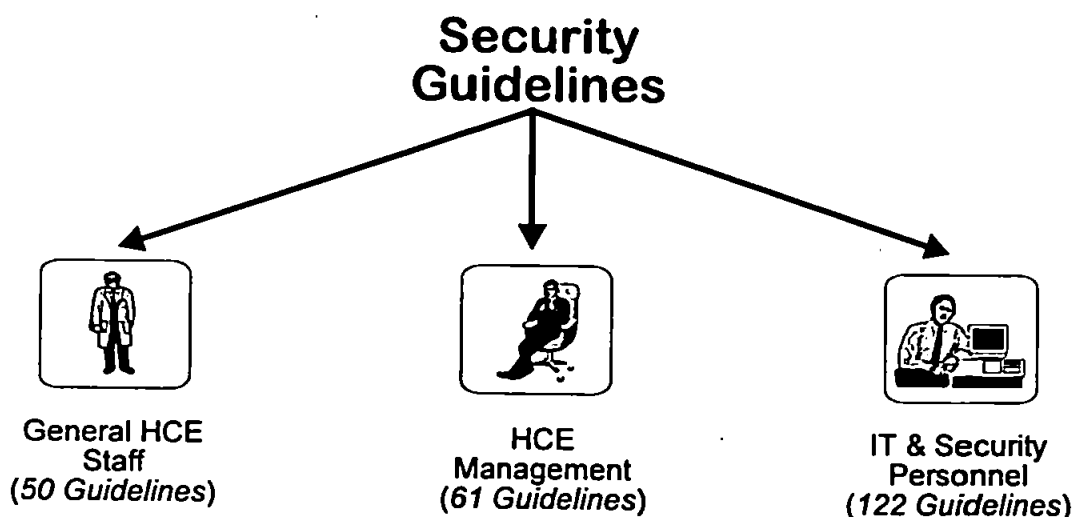 Security
Guidelines
General HCE
Staff
(50 Guidelines)
HCE
Management
(61 Guidelines)
IT & Security
Personnel
(122 Guidelines)